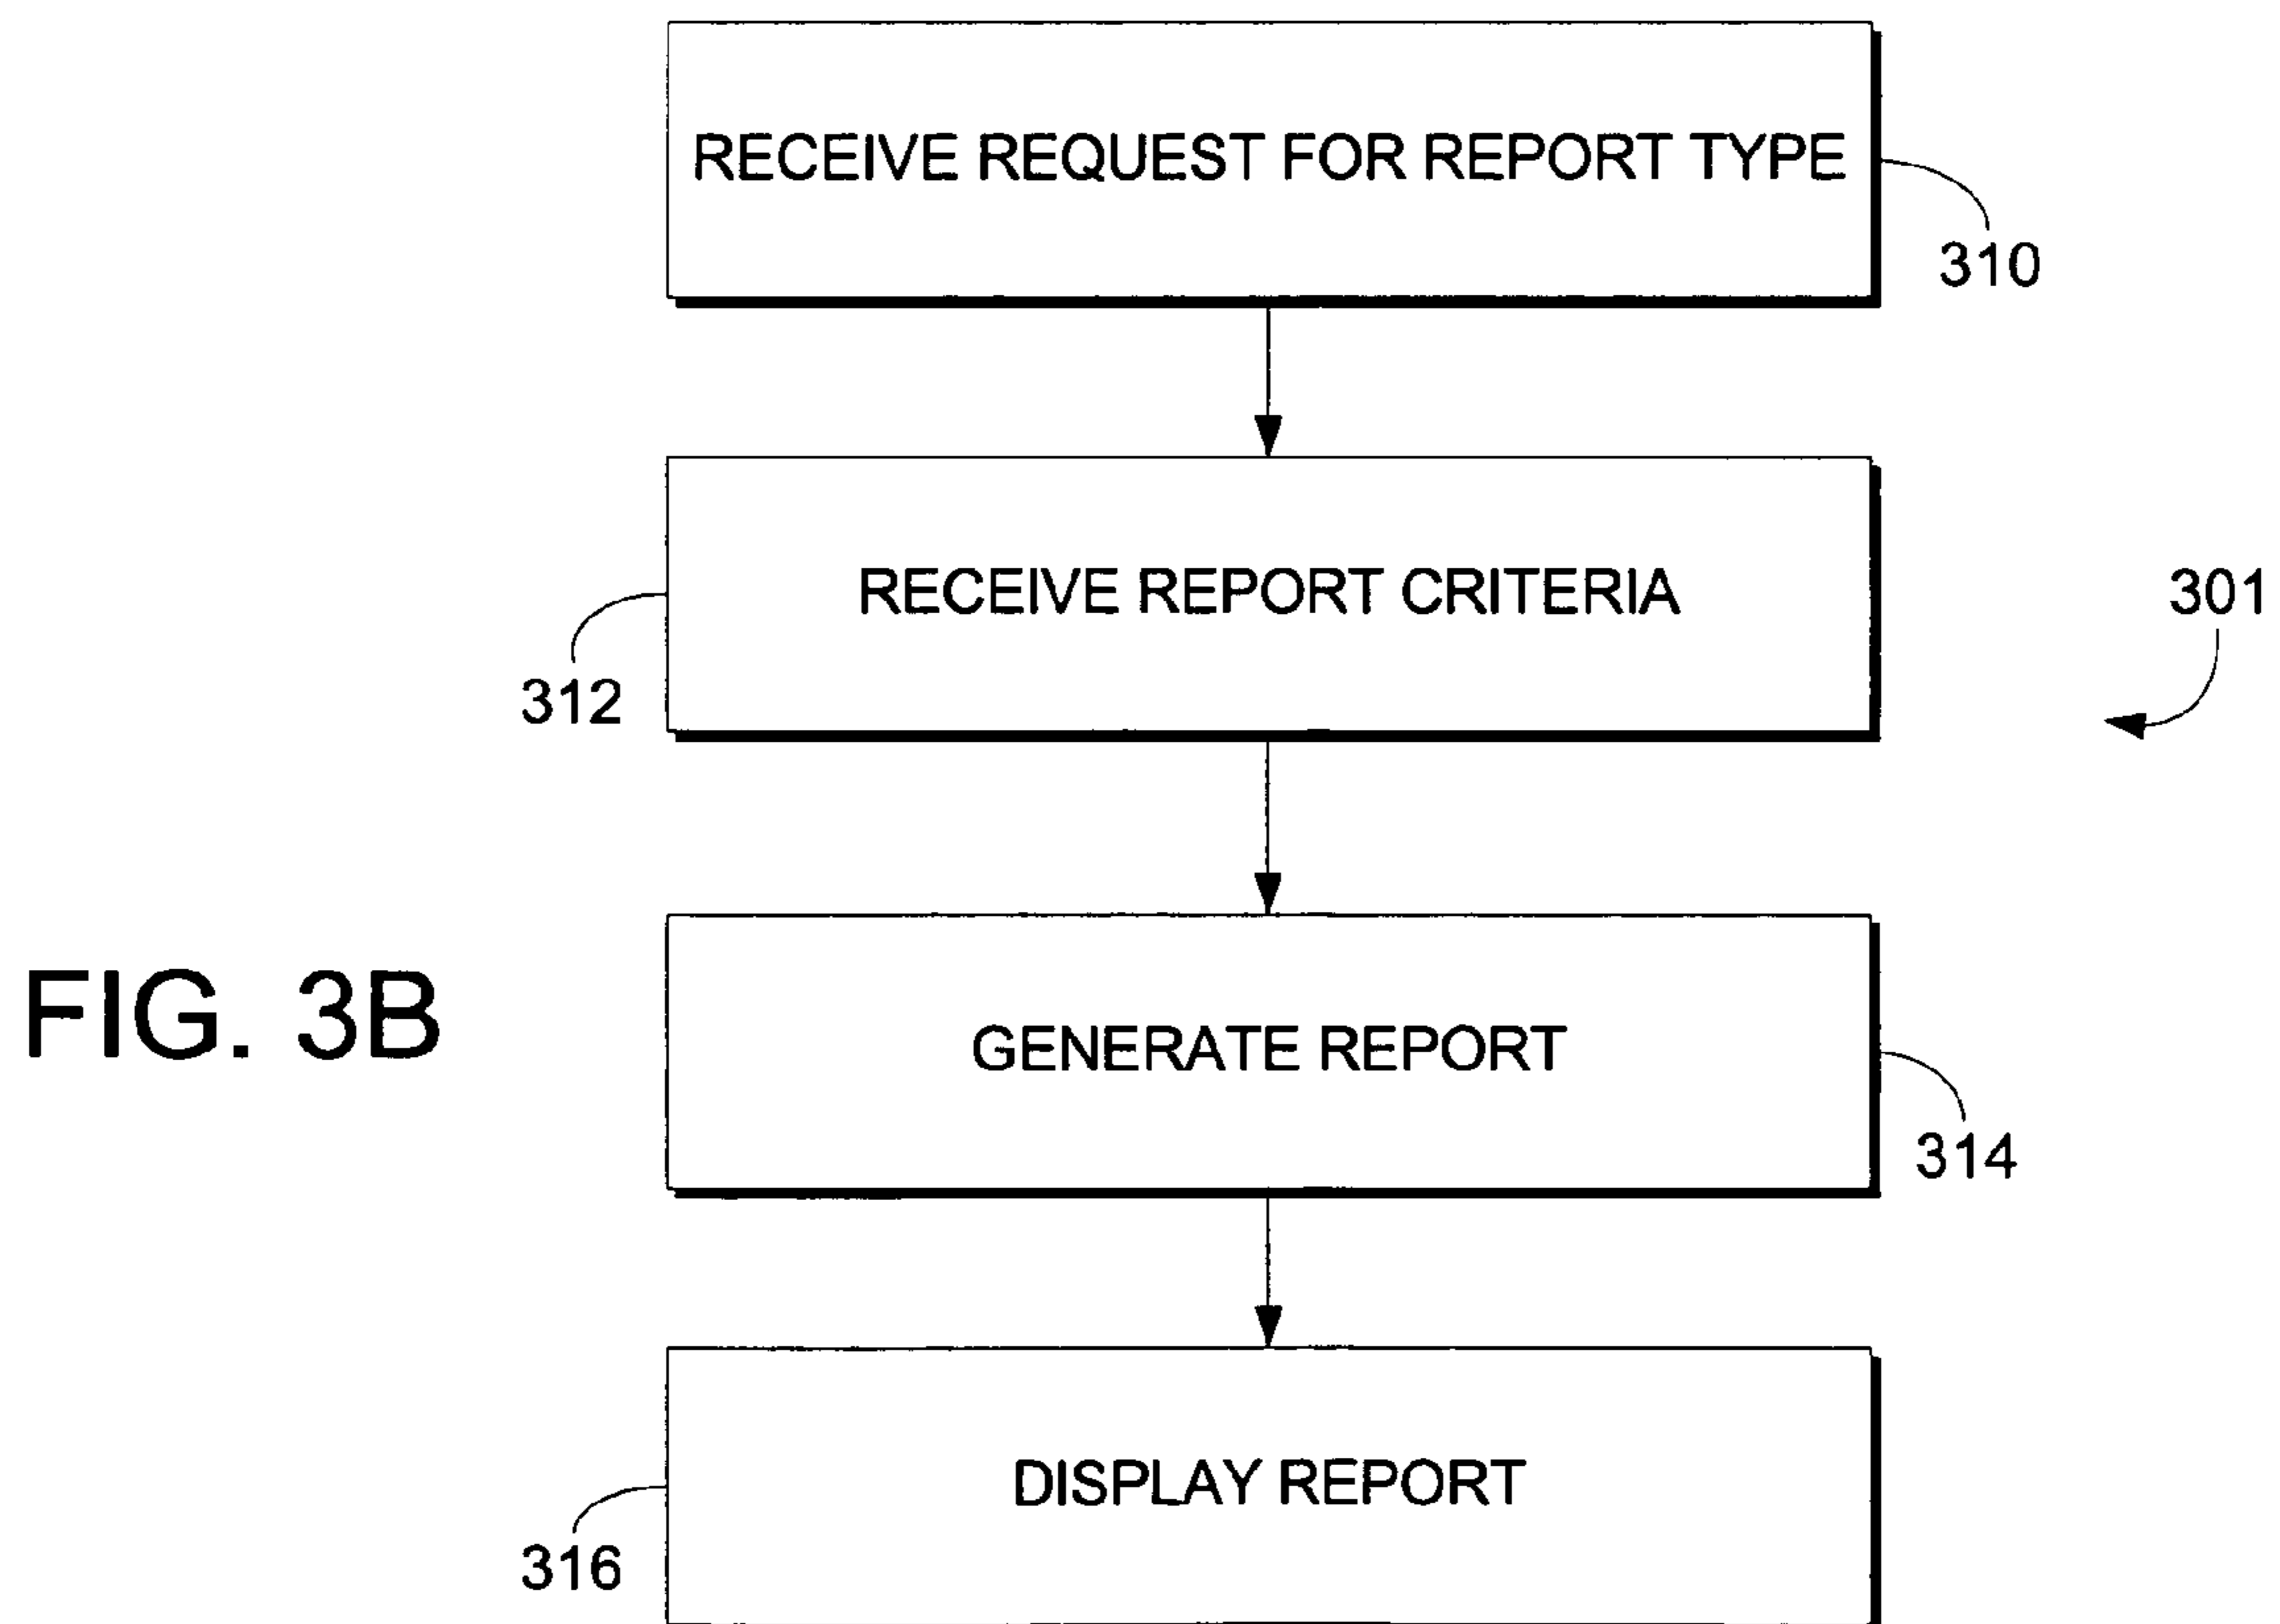 RECEIVE REQUEST FOR REPORT TYPE
310
RECEIVE REPORT CRITERIA
312
301
GENERATE REPORT
314
FIG. 3B
DISPLAY REPORT
316